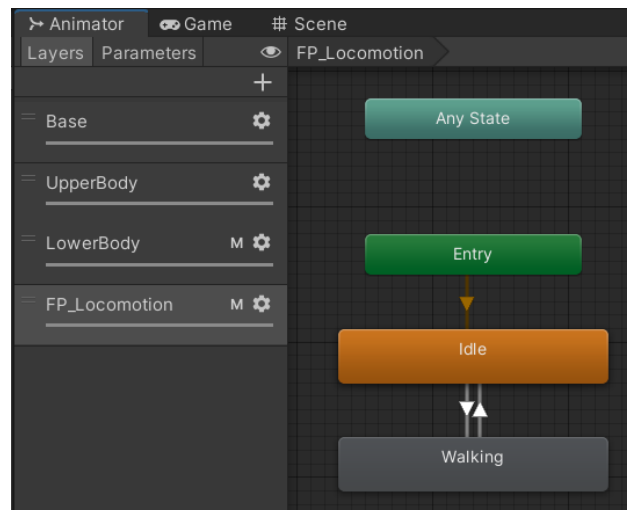 Animator Game # Scene
Layers Parameters FP_Locomotion
+
Base
UpperBody
LowerBody M
FP_Locomotion M
Any State
Entry
Idle
Walking